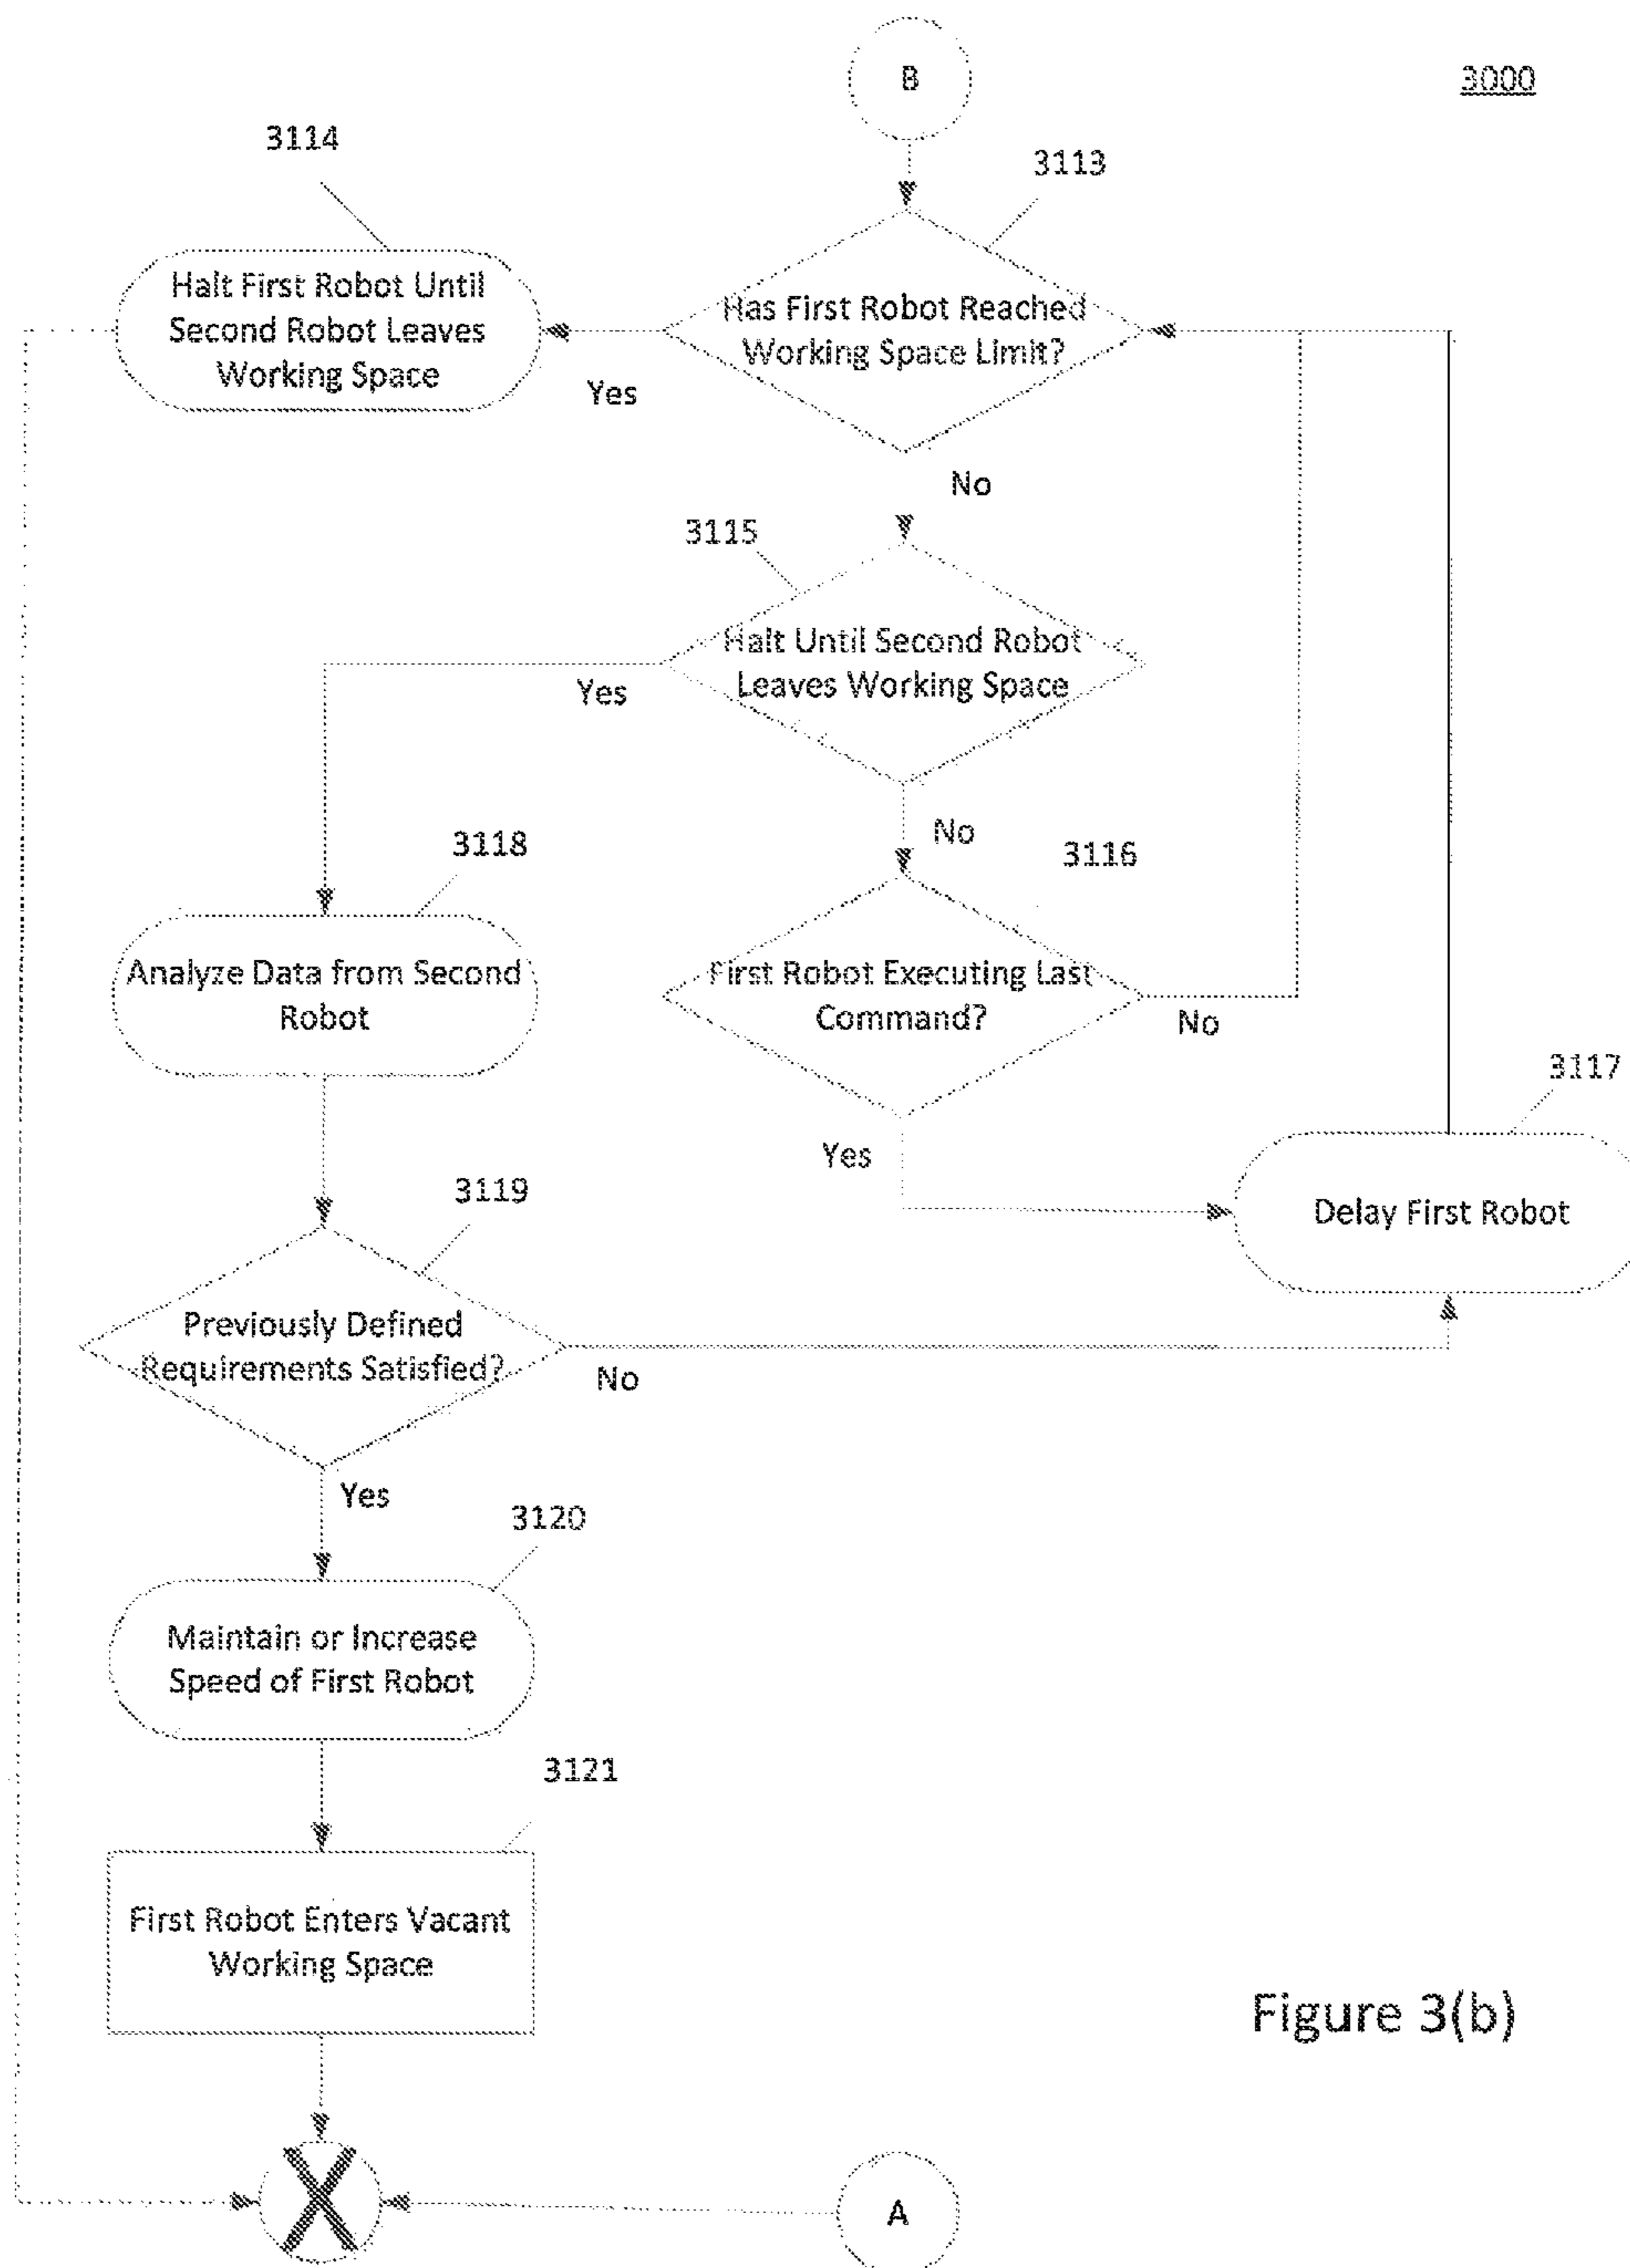 B
3000
3114
3113
Halt First Robot Until
Second Robot Leaves
Working Space
Has First Robot Reached
Working Space Limit?
Yes
No
3115
Halt Until Second Robot
Leaves Working Space
Yes
No
3118
3116
Analyze Data from Second
Robot
First Robot Executing Last
Command?
No
3117
Yes
Delay First Robot
3119
Previously Defined
Requirements Satisfied?
No
Yes
3120
Maintain or Increase
Speed of First Robot
3121
First Robot Enters Vacant
Working Space
Figure 3(b)
X
A